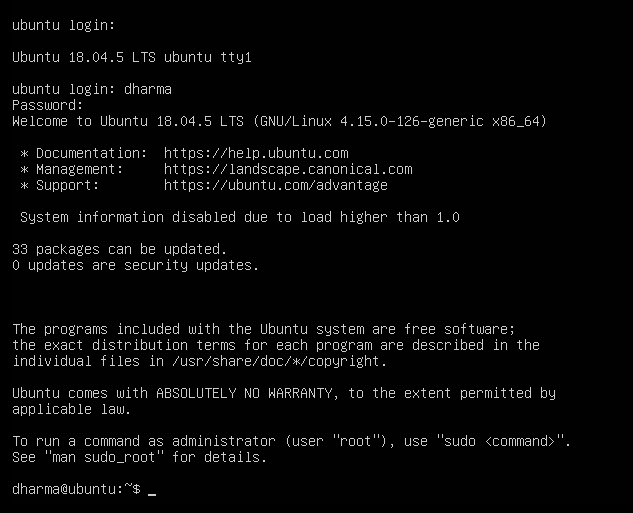 ubuntu login:
Ubuntu 18.04.5 LTS ubuntu tty1
ubuntu login: dharma
Password:
Welcome to Ubuntu 18.04.5 LTS (GNU/Linux 4.15.0-126-generic x86_64)
* Documentation:  https://help.ubuntu.com
* Management:     https://landscape.canonical.com
* Support:        https://ubuntu.com/advantage
System information disabled due to load higher than 1.0
33 packages can be updated.
0 updates are security updates.
The programs included with the Ubuntu system are free software;
the exact distribution terms for each program are described in the
individual files in /usr/share/doc/*/copyright.
Ubuntu comes with ABSOLUTELY NO WARRANTY, to the extent permitted by
applicable law.
To run a command as administrator (user "root"), use "sudo <command>".
See "man sudo_root" for details.
dharma@ubuntu:~$ _